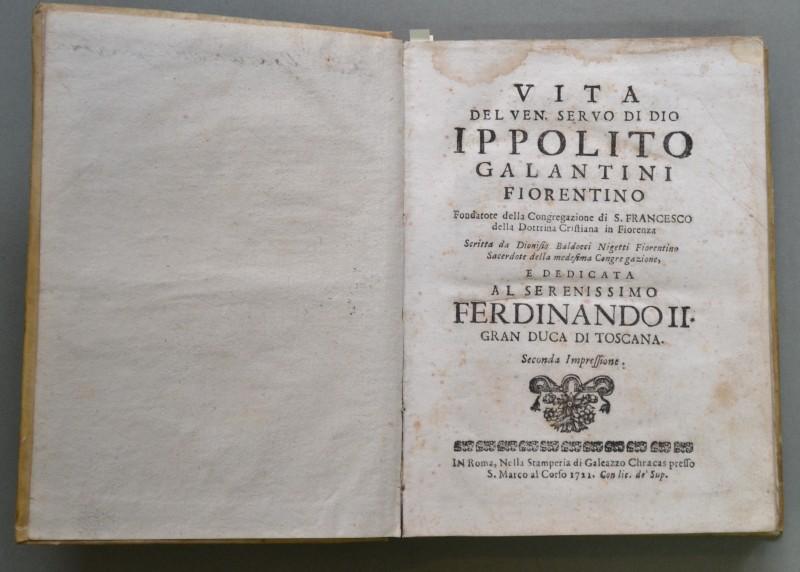 VITA
DEL VEN. SERVO DI DIO
IPPOLITO
GALANTINI
FIORENTINO
Fondatore della Congregazione di S. FRANCESCO
della Dottrina Criſtiana in Fiorenza
Scritta da Dioniſio Baldocci Nigetti Fiorentino
Sacerdote della medeſima Congregazione,
E DEDICATA
AL SERENISSIMO
FERDINANDO II.
GRAN DUCA DI TOSCANA.
Seconda Impreſſione.
IN Roma, Nella Stamperia di Galeazzo Chracas preſſo
S. Marco al Corſo 1721. Con lic. de' Sup.